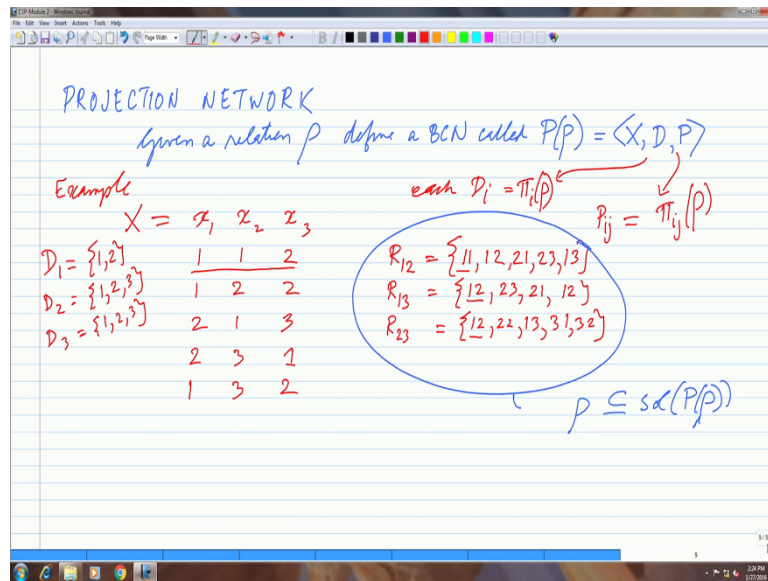 CSP-Module 2 - Windows Journal
File Edit View Insert Actions Tools Help
Page Width
B I
PROJECTION NETWORK
Given a relation ρ define a BCN called P(ρ) = <X, D, P>
Example
each Di = πi(ρ)
Pij = πij(ρ)
X = x1 x2 x3
D1 = {1,2}
D2 = {1,2,3}
D3 = {1,2,3}
1 1 2
1 2 2
2 1 3
2 3 1
1 3 2
R12 = {11, 12, 21, 23, 13}
R13 = {12, 23, 21, 12}
R23 = {12, 22, 13, 31, 32}
ρ ⊆ sol(P(ρ))
9/9
9
2:24 PM
1/27/2016